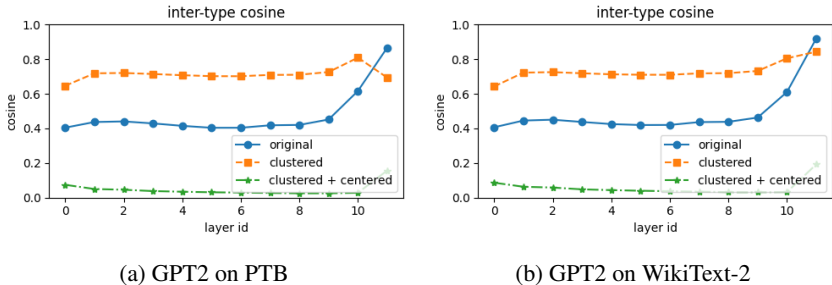 inter-type cosine
1.0
0.8
0.6
0.4
0.2
0.0
cosine
original
clustered
clustered + centered
0 2 4 6 8 10
layer id
(a) GPT2 on PTB
inter-type cosine
1.0
0.8
0.6
0.4
0.2
0.0
cosine
original
clustered
clustered + centered
0 2 4 6 8 10
layer id
(b) GPT2 on WikiText-2